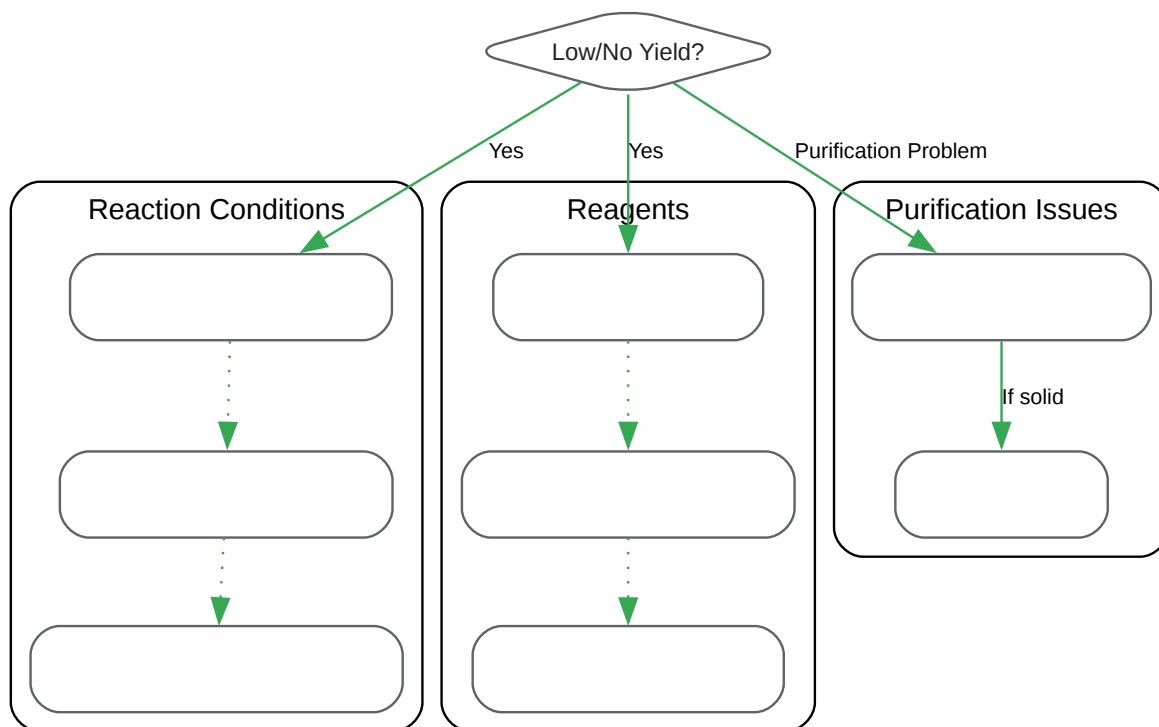 Low/No Yield?
Yes
Yes
Purification Problem
Reaction Conditions
Reagents
Purification Issues
If solid